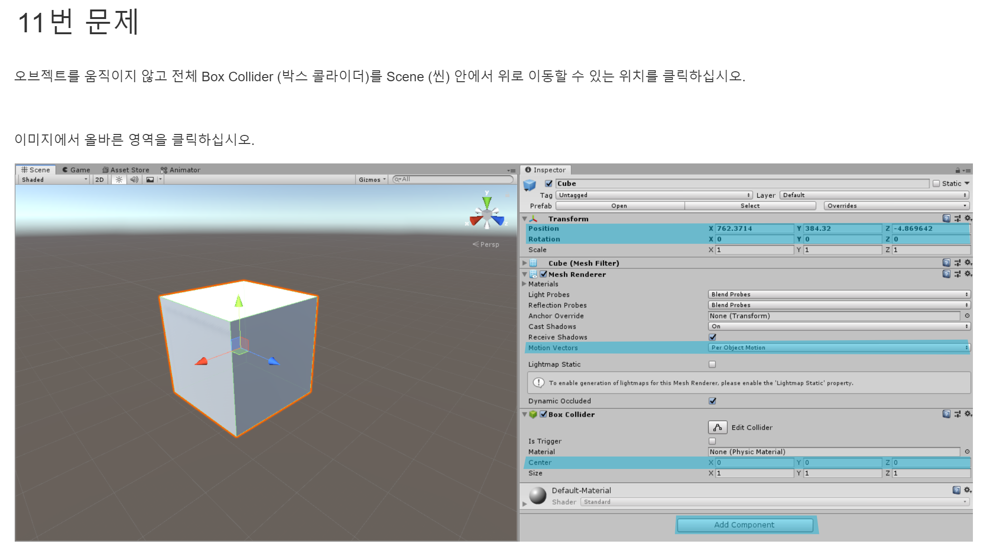 11번 문제
오브젝트를 움직이지 않고 전체 Box Collider (박스 콜라이더)를 Scene (씬) 안에서 위로 이동할 수 있는 위치를 클릭하십시오.
이미지에서 올바른 영역을 클릭하십시오.
Scene Game Asset Store Animator
Shaded 2D Gizmos All
y
x z
Persp
Inspector
Cube Static
Tag Untagged Layer Default
Prefab Open Select Overrides
Transform
Position X 762.3714 Y 384.32 Z -4.869642
Rotation X 0 Y 0 Z 0
Scale X 1 Y 1 Z 1
Cube (Mesh Filter)
Mesh Renderer
Materials
Light Probes Blend Probes
Reflection Probes Blend Probes
Anchor Override None (Transform)
Cast Shadows On
Receive Shadows
Motion Vectors Per Object Motion
Lightmap Static
To enable generation of lightmaps for this Mesh Renderer, please enable the 'Lightmap Static' property.
Dynamic Occluded
Box Collider
Edit Collider
Is Trigger
Material None (Physic Material)
Center X 0 Y 0 Z 0
Size X 1 Y 1 Z 1
Default-Material
Shader Standard
Add Component